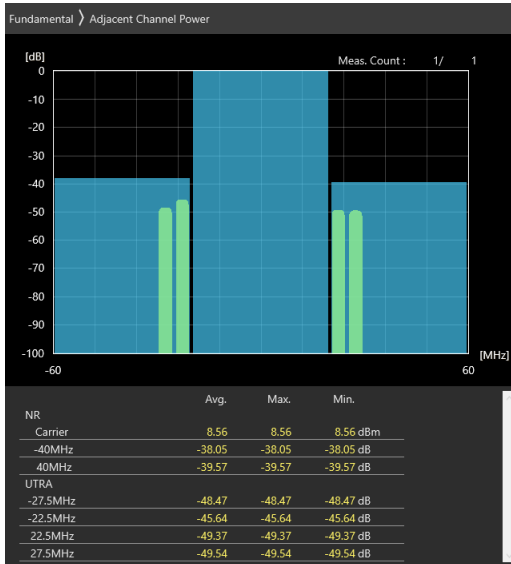 Fundamental 〉 Adjacent Channel Power
[dB]
Meas. Count : 1/ 1
0
-10
-20
-30
-40
-50
-60
-70
-80
-90
-100
[MHz]
-60 60
Avg. Max. Min.
NR
Carrier 8.56 8.56 8.56 dBm
-40MHz -38.05 -38.05 -38.05 dB
40MHz -39.57 -39.57 -39.57 dB
UTRA
-27.5MHz -48.47 -48.47 -48.47 dB
-22.5MHz -45.64 -45.64 -45.64 dB
22.5MHz -49.37 -49.37 -49.37 dB
27.5MHz -49.54 -49.54 -49.54 dB